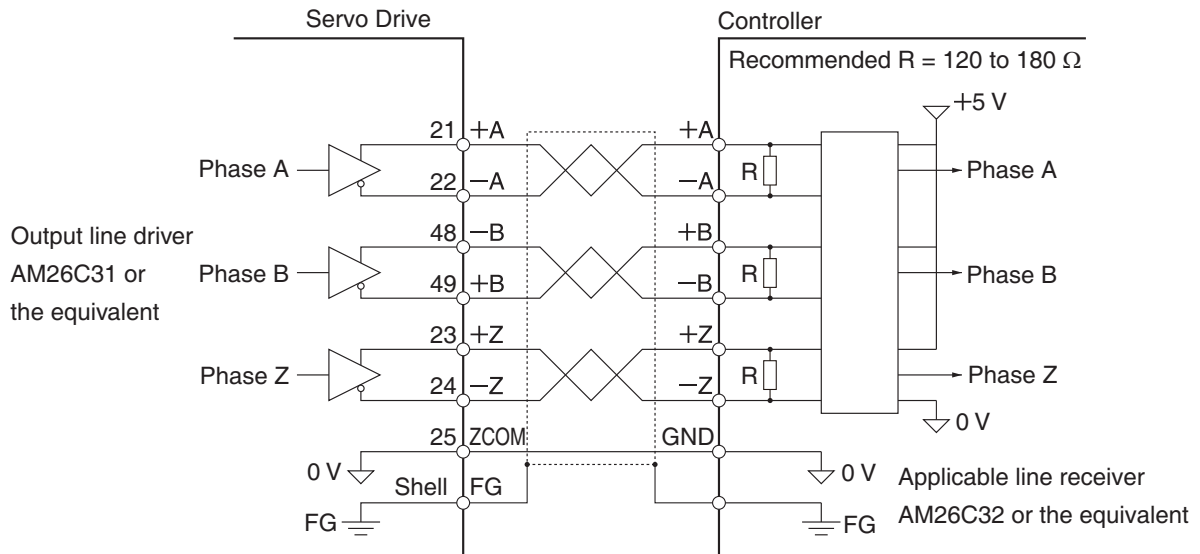 Servo Drive
Controller
Recommended R = 120 to 180 Ω
+5 V
21 +A
+A
Phase A
R
Phase A
22 −A
−A
Output line driver
AM26C31 or
the equivalent
48 −B
+B
Phase B
R
Phase B
49 +B
−B
23 +Z
+Z
Phase Z
R
Phase Z
24 −Z
−Z
0 V
25 ZCOM
GND
0 V
0 V
Shell FG
FG
FG
Applicable line receiver
AM26C32 or the equivalent